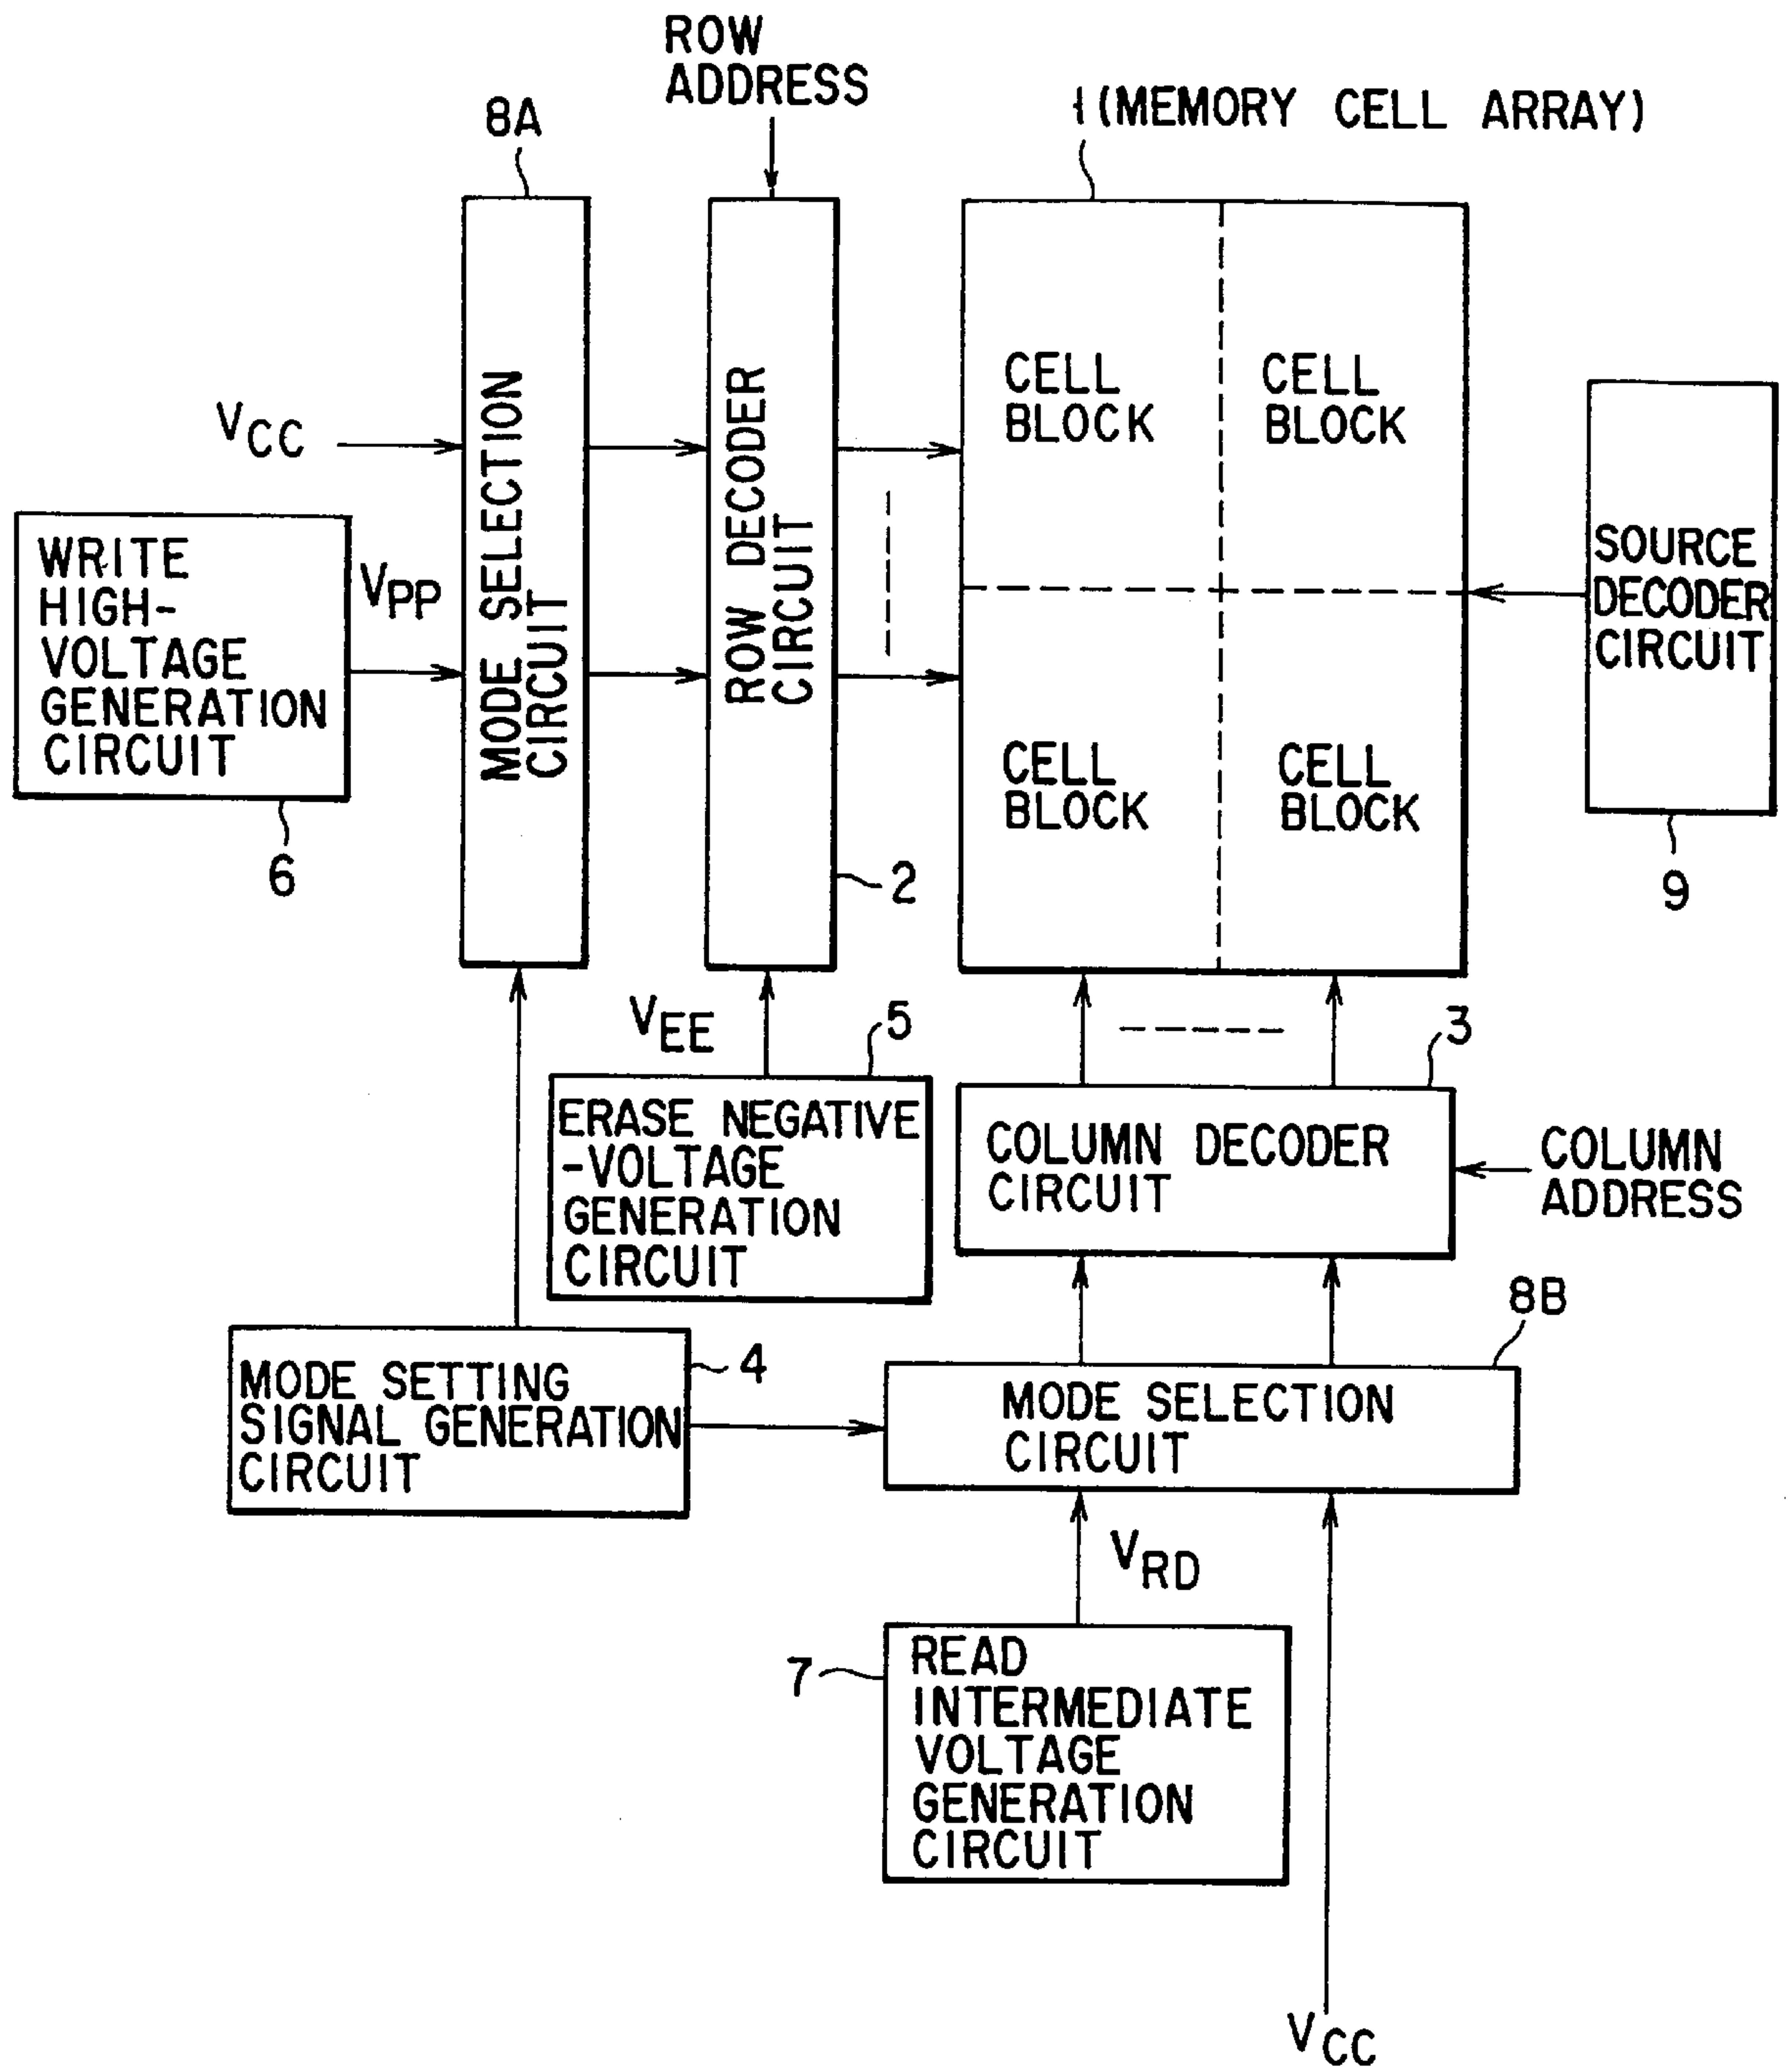 ROW
ADDRESS
8A
1 (MEMORY CELL ARRAY)
MODE SELECTION
CIRCUIT
ROW DECODER
CIRCUIT
CELL
BLOCK
CELL
BLOCK
VCC
WRITE
HIGH-
VOLTAGE
GENERATION
CIRCUIT
VPP
SOURCE
DECODER
CIRCUIT
CELL
BLOCK
CELL
BLOCK
6
2
9
VEE
5
3
ERASE NEGATIVE
-VOLTAGE
GENERATION
CIRCUIT
COLUMN DECODER
CIRCUIT
COLUMN
ADDRESS
8B
MODE SETTING
SIGNAL GENERATION
CIRCUIT
4
MODE SELECTION
CIRCUIT
VRD
7
READ
INTERMEDIATE
VOLTAGE
GENERATION
CIRCUIT
VCC